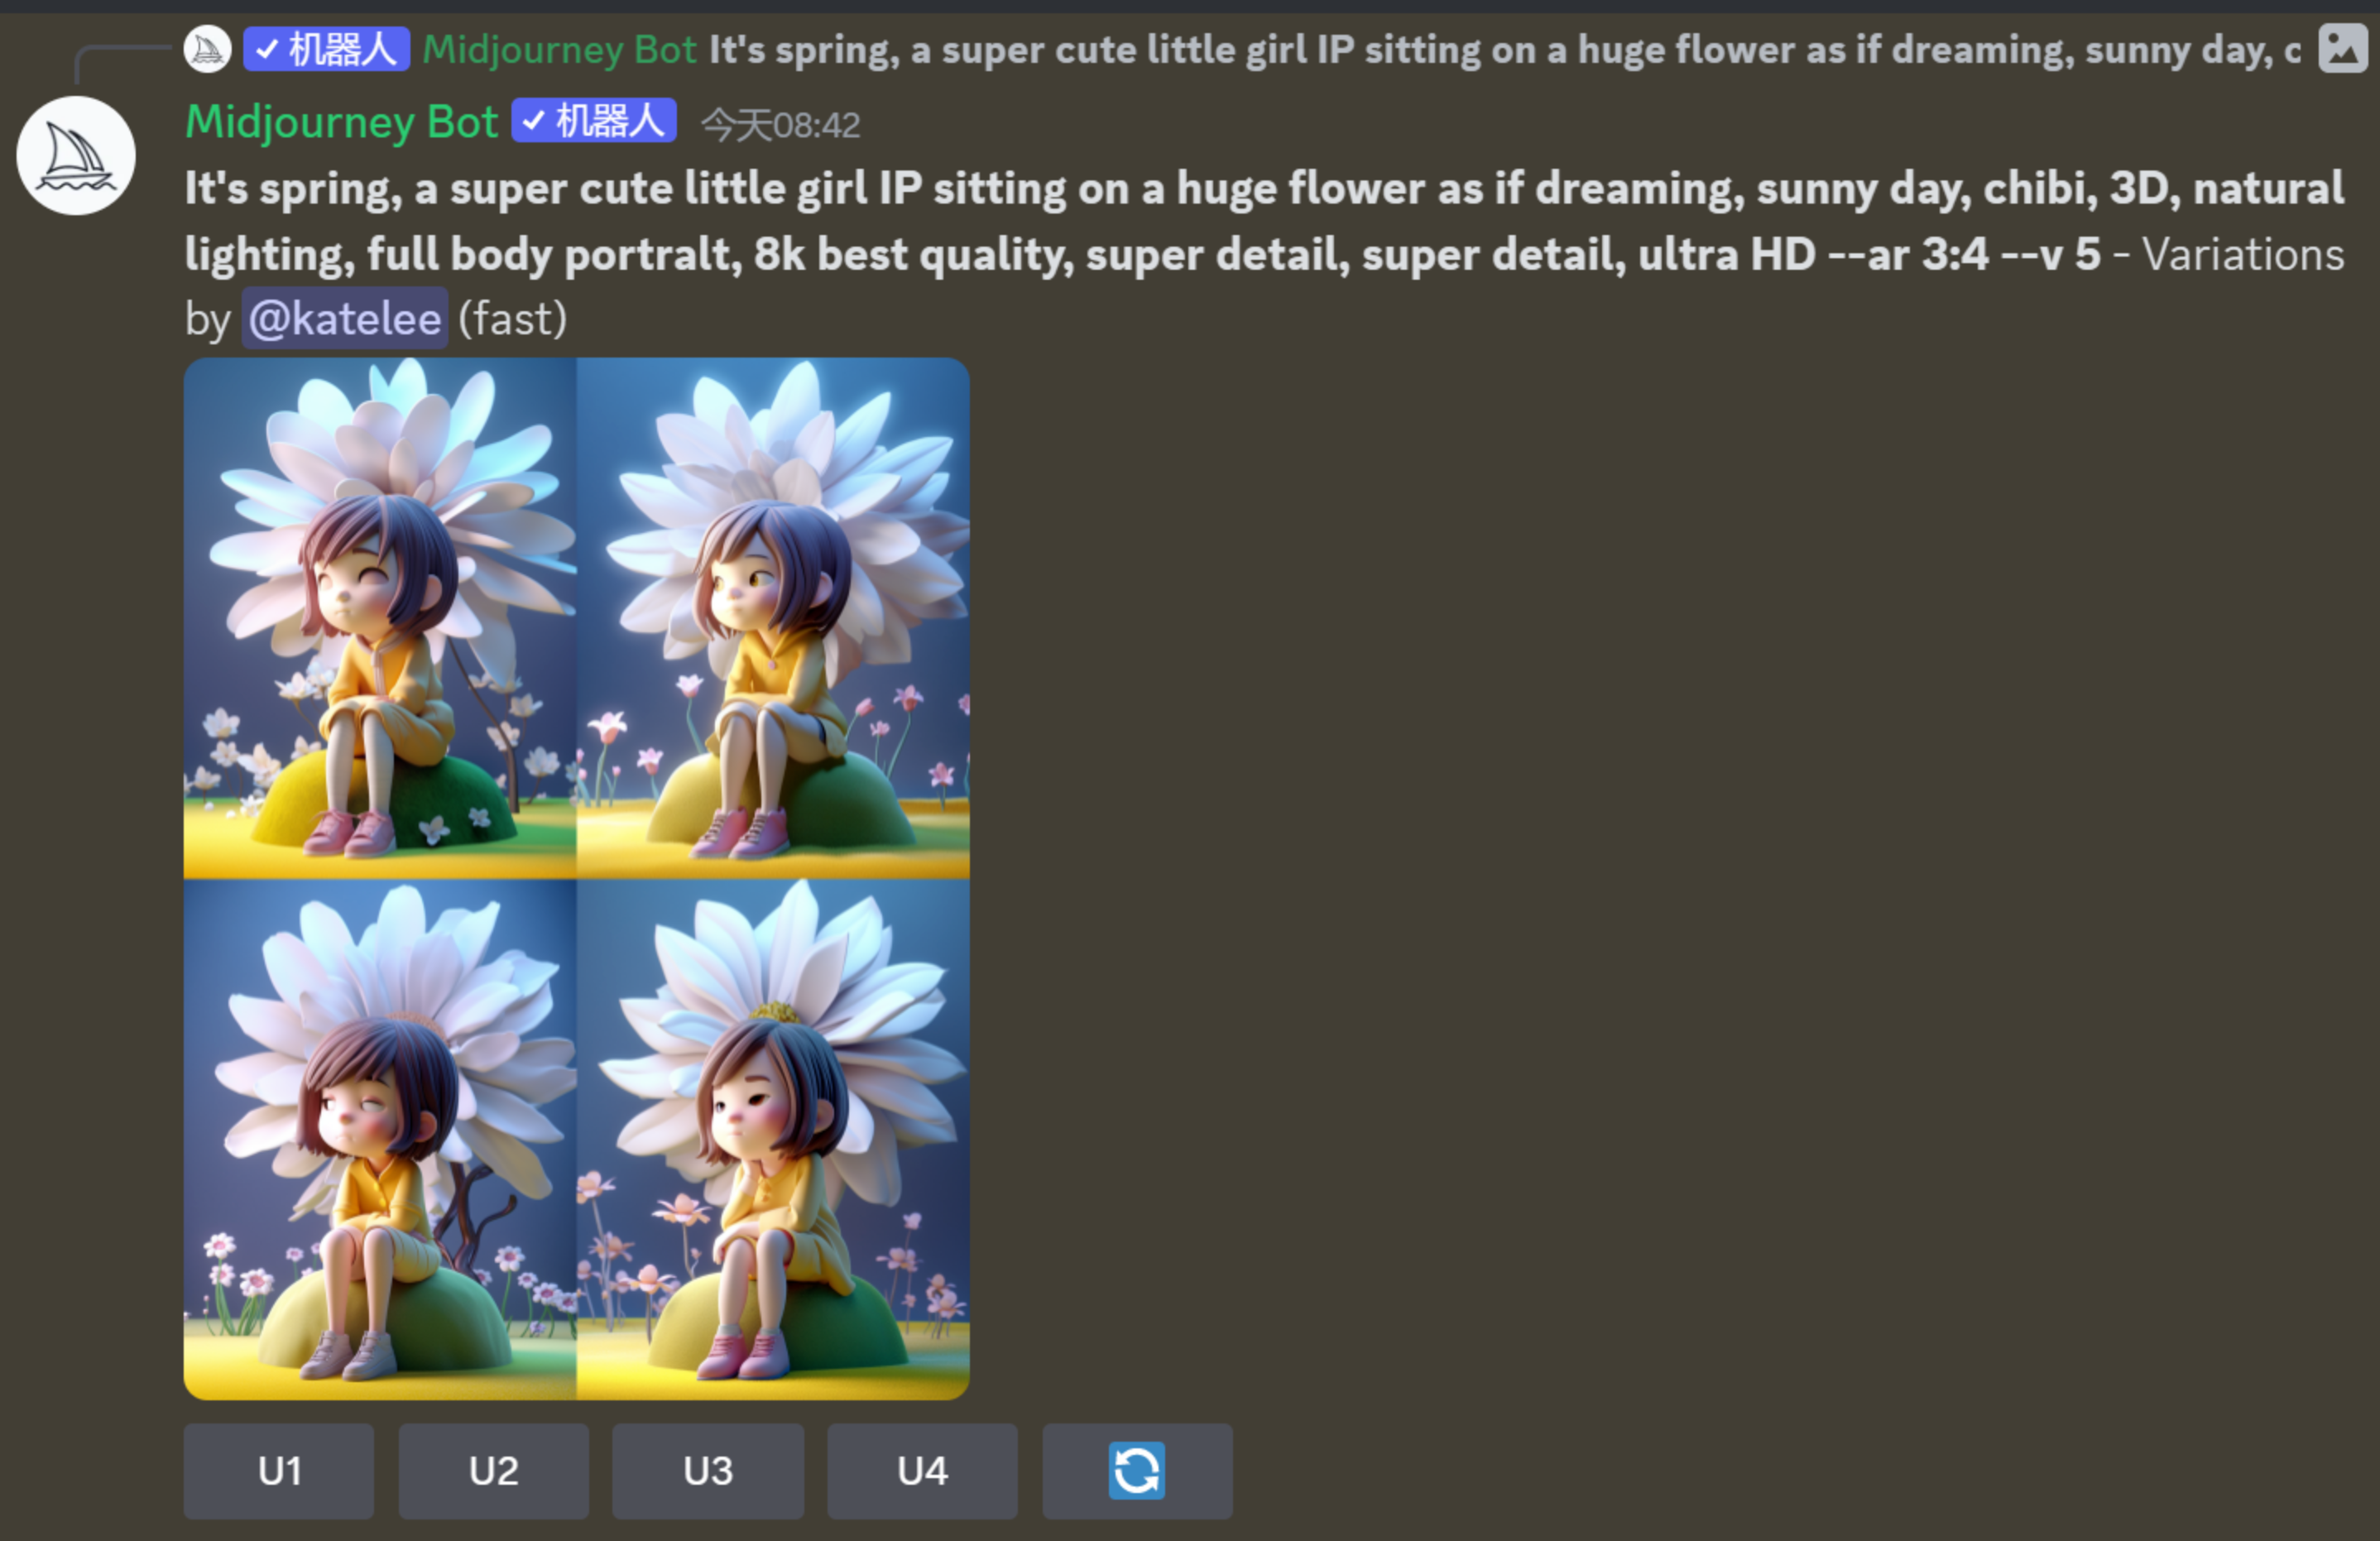 机器人 Midjourney Bot It's spring, a super cute little girl IP sitting on a huge flower as if dreaming, sunny day, c
Midjourney Bot 机器人 今天08:42
It's spring, a super cute little girl IP sitting on a huge flower as if dreaming, sunny day, chibi, 3D, natural
lighting, full body portralt, 8k best quality, super detail, super detail, ultra HD --ar 3:4 --v 5 - Variations
by @katelee (fast)
U1 U2 U3 U4